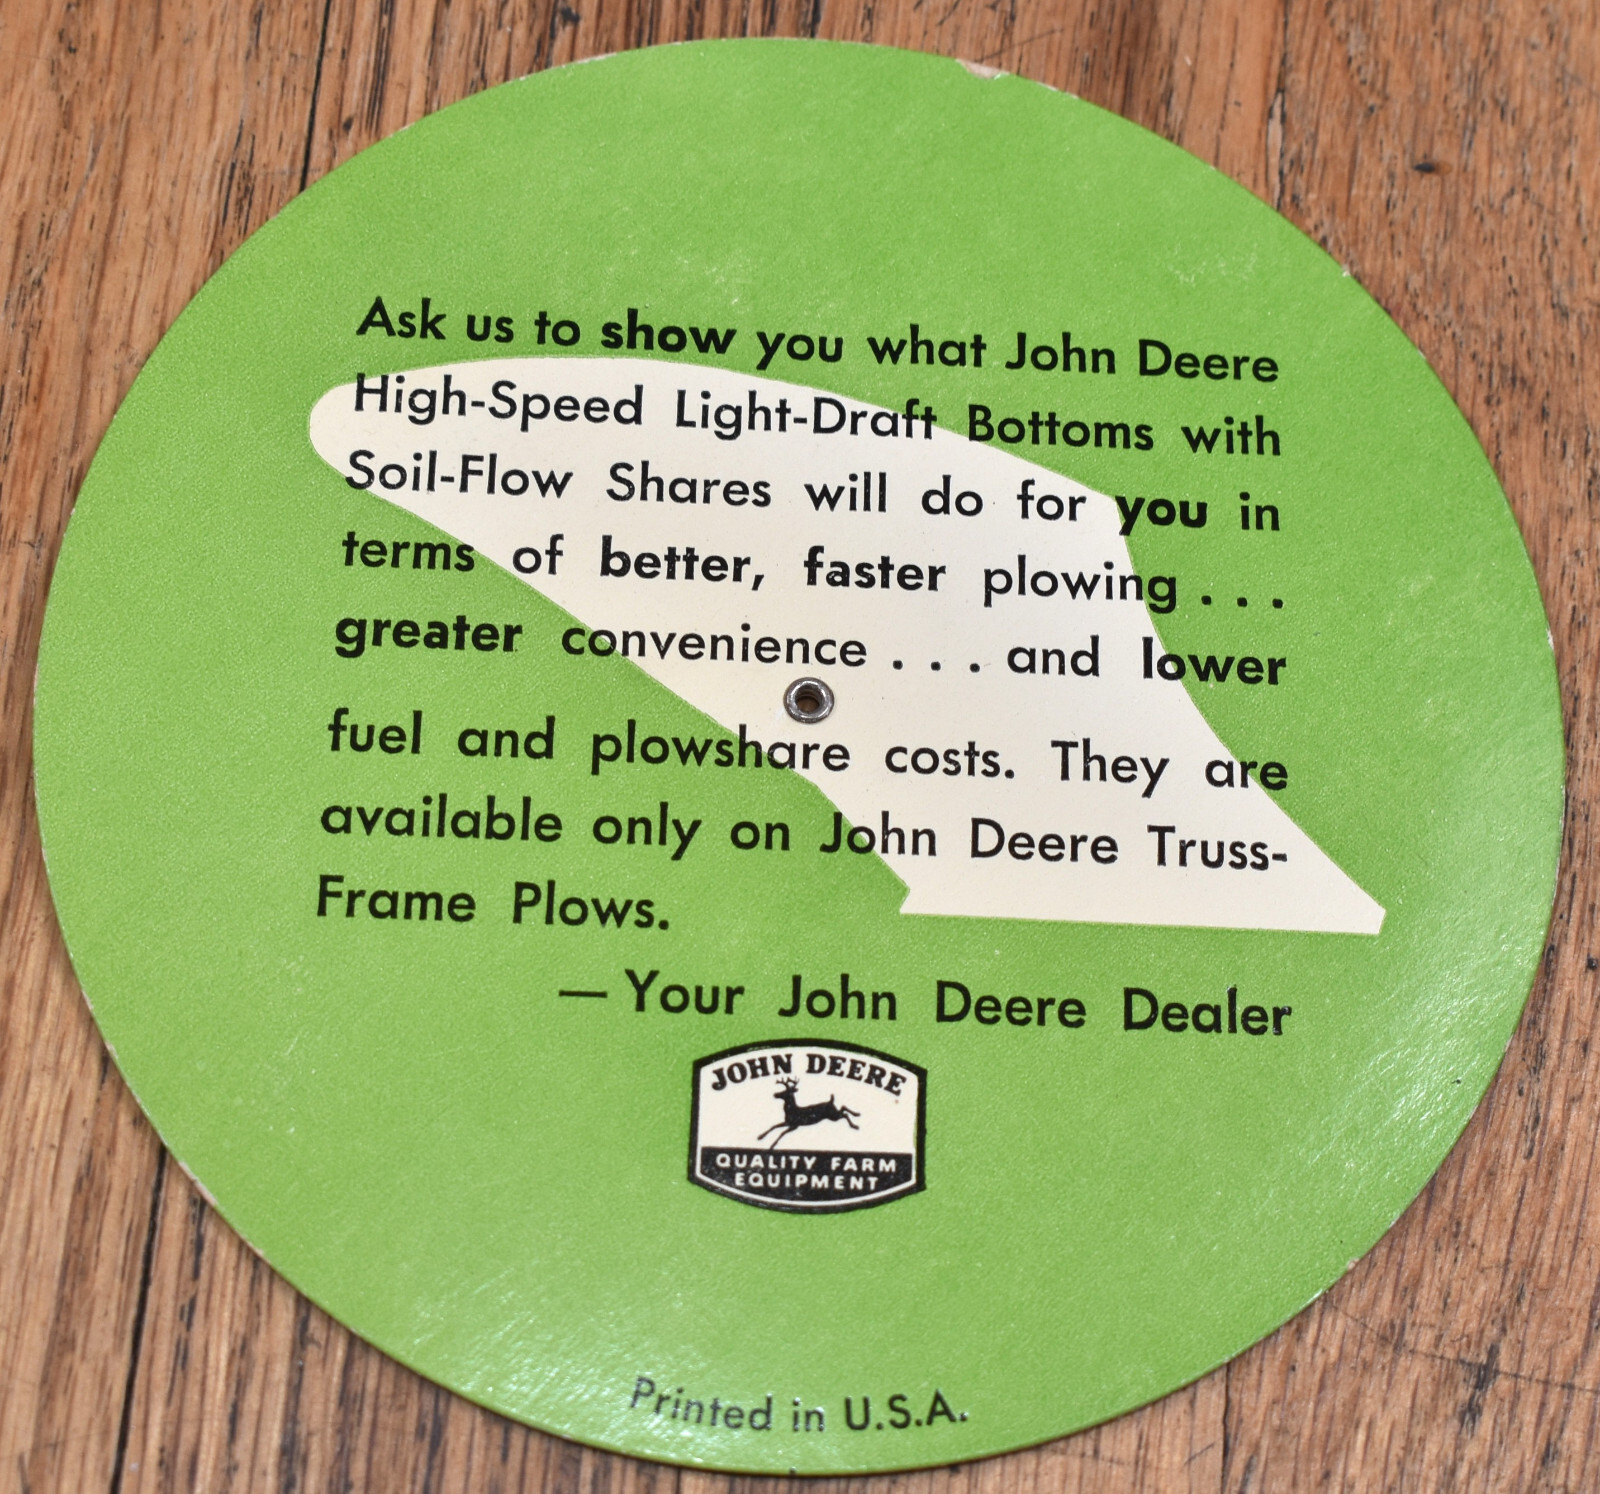 Ask us to show you what John Deere
High-Speed Light-Draft Bottoms with
Soil-Flow Shares will do for you in
terms of better, faster plowing . . .
greater convenience . . . and lower
fuel and plowshare costs. They are
available only on John Deere Truss-
Frame Plows.
— Your John Deere Dealer
JOHN DEERE
QUALITY FARM
EQUIPMENT
Printed in U.S.A.